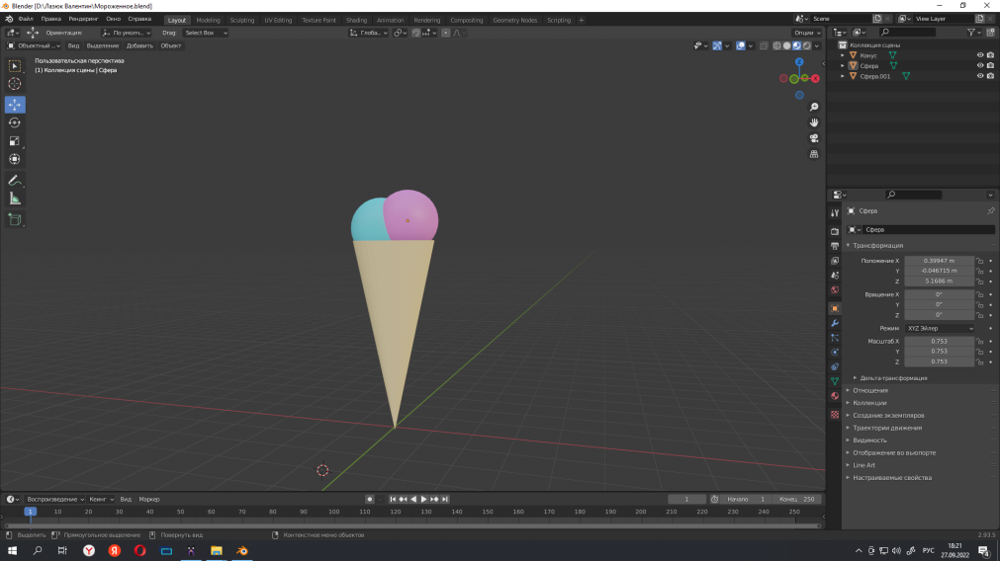 Blender [D:\Лазюк Валентин\Мороженное.blend]
Файл Правка Рендеринг Окно Справка Layout Modeling Sculpting UV Editing Texture Paint Shading Animation Rendering Compositing Geometry Nodes Scripting + Scene View Layer
Ориентация: По умолч... Drag: Select Box Глоба... Опции
Объектный ... Вид Выделение Добавить Объект
Пользовательская перспектива
(1) Коллекция сцены | Сфера
Z
X
Y
Коллекция сцены
Конус
Сфера
Сфера.001
Сфера
Сфера
Трансформация
Положение X 0.39947 m
Y -0.046715 m
Z 5.1686 m
Вращение X 0°
Y 0°
Z 0°
Режим XYZ Эйлер
Масштаб X 0.753
Y 0.753
Z 0.753
Дельта-трансформация
Отношения
Коллекции
Создание экземпляров
Траектории движения
Видимость
Отображение во вьюпорте
Line Art
Настраиваемые свойства
Воспроизведение Кеинг Вид Маркер 1 Начало 1 Конец 250
1 10 20 30 40 50 60 70 80 90 100 110 120 130 140 150 160 170 180 190 200 210 220 230 240 250
Выделить Прямоугольное выделение Повернуть вид Контекстное меню объектов 2.93.5
РУС 18:21
27.09.2022 4